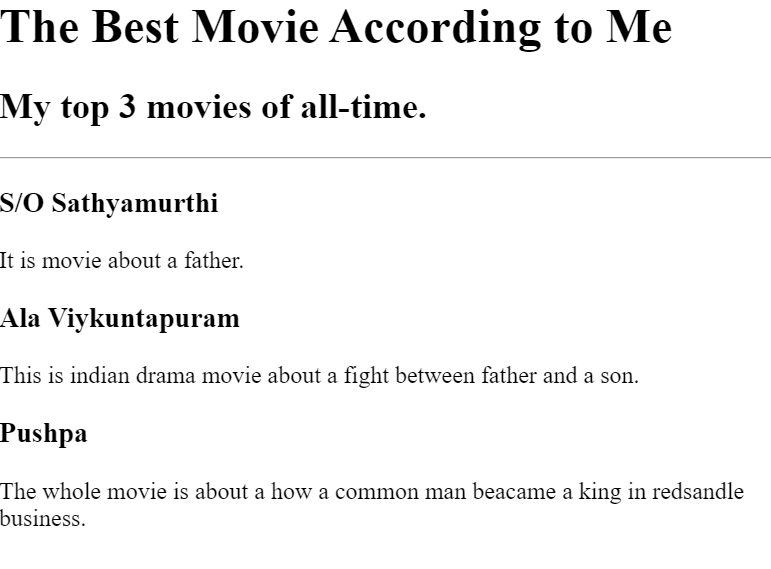 The Best Movie According to Me
My top 3 movies of all-time.
S/O Sathyamurthi
It is movie about a father.
Ala Viykuntapuram
This is indian drama movie about a fight between father and a son.
Pushpa
The whole movie is about a how a common man beacame a king in redsandle
business.